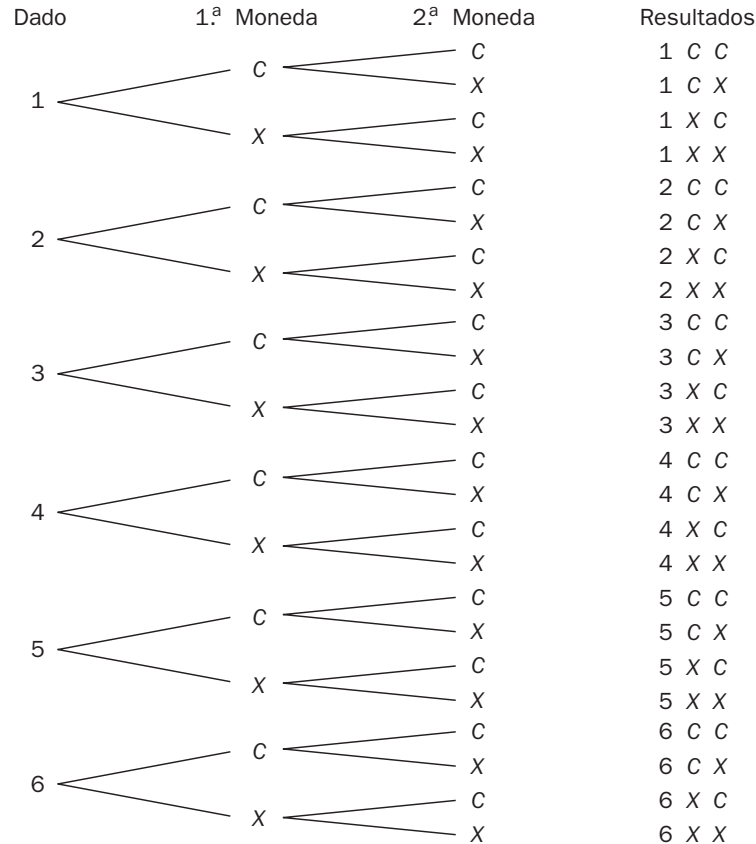 Dado 1.ª Moneda 2.ª Moneda Resultados
C 1 C C
C
X 1 C X
1
C 1 X C
X
X 1 X X
C 2 C C
C
X 2 C X
2
C 2 X C
X
X 2 X X
C 3 C C
C
X 3 C X
3
C 3 X C
X
X 3 X X
C 4 C C
C
X 4 C X
4
C 4 X C
X
X 4 X X
C 5 C C
C
X 5 C X
5
C 5 X C
X
X 5 X X
C 6 C C
C
X 6 C X
6
C 6 X C
X
X 6 X X